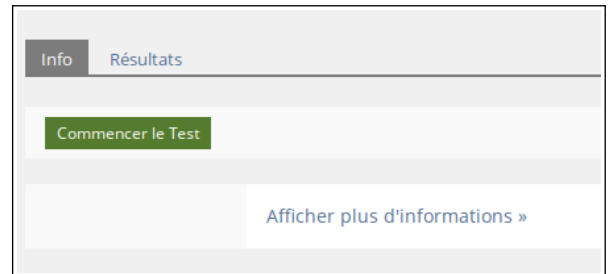 Info Résultats
Commencer le Test
Afficher plus d'informations »